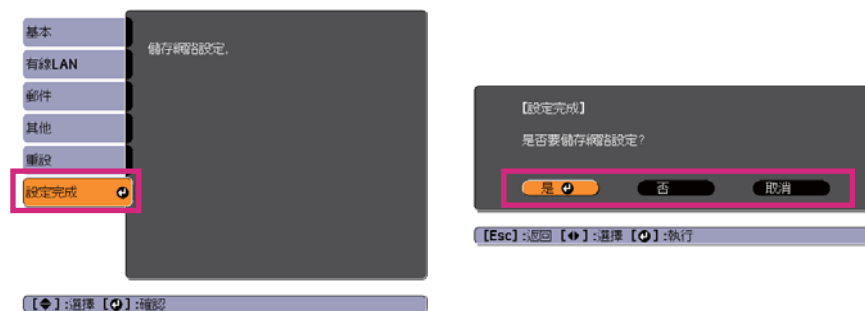 基本
有線LAN
郵件
其他
重設
設定完成
儲存網路設定。
[◆]:選擇 [↵]:確認
【設定完成】
是否要儲存網路設定?
是 ↵ 否 取消
[Esc]:返回 [◀▶]:選擇 [↵]:執行